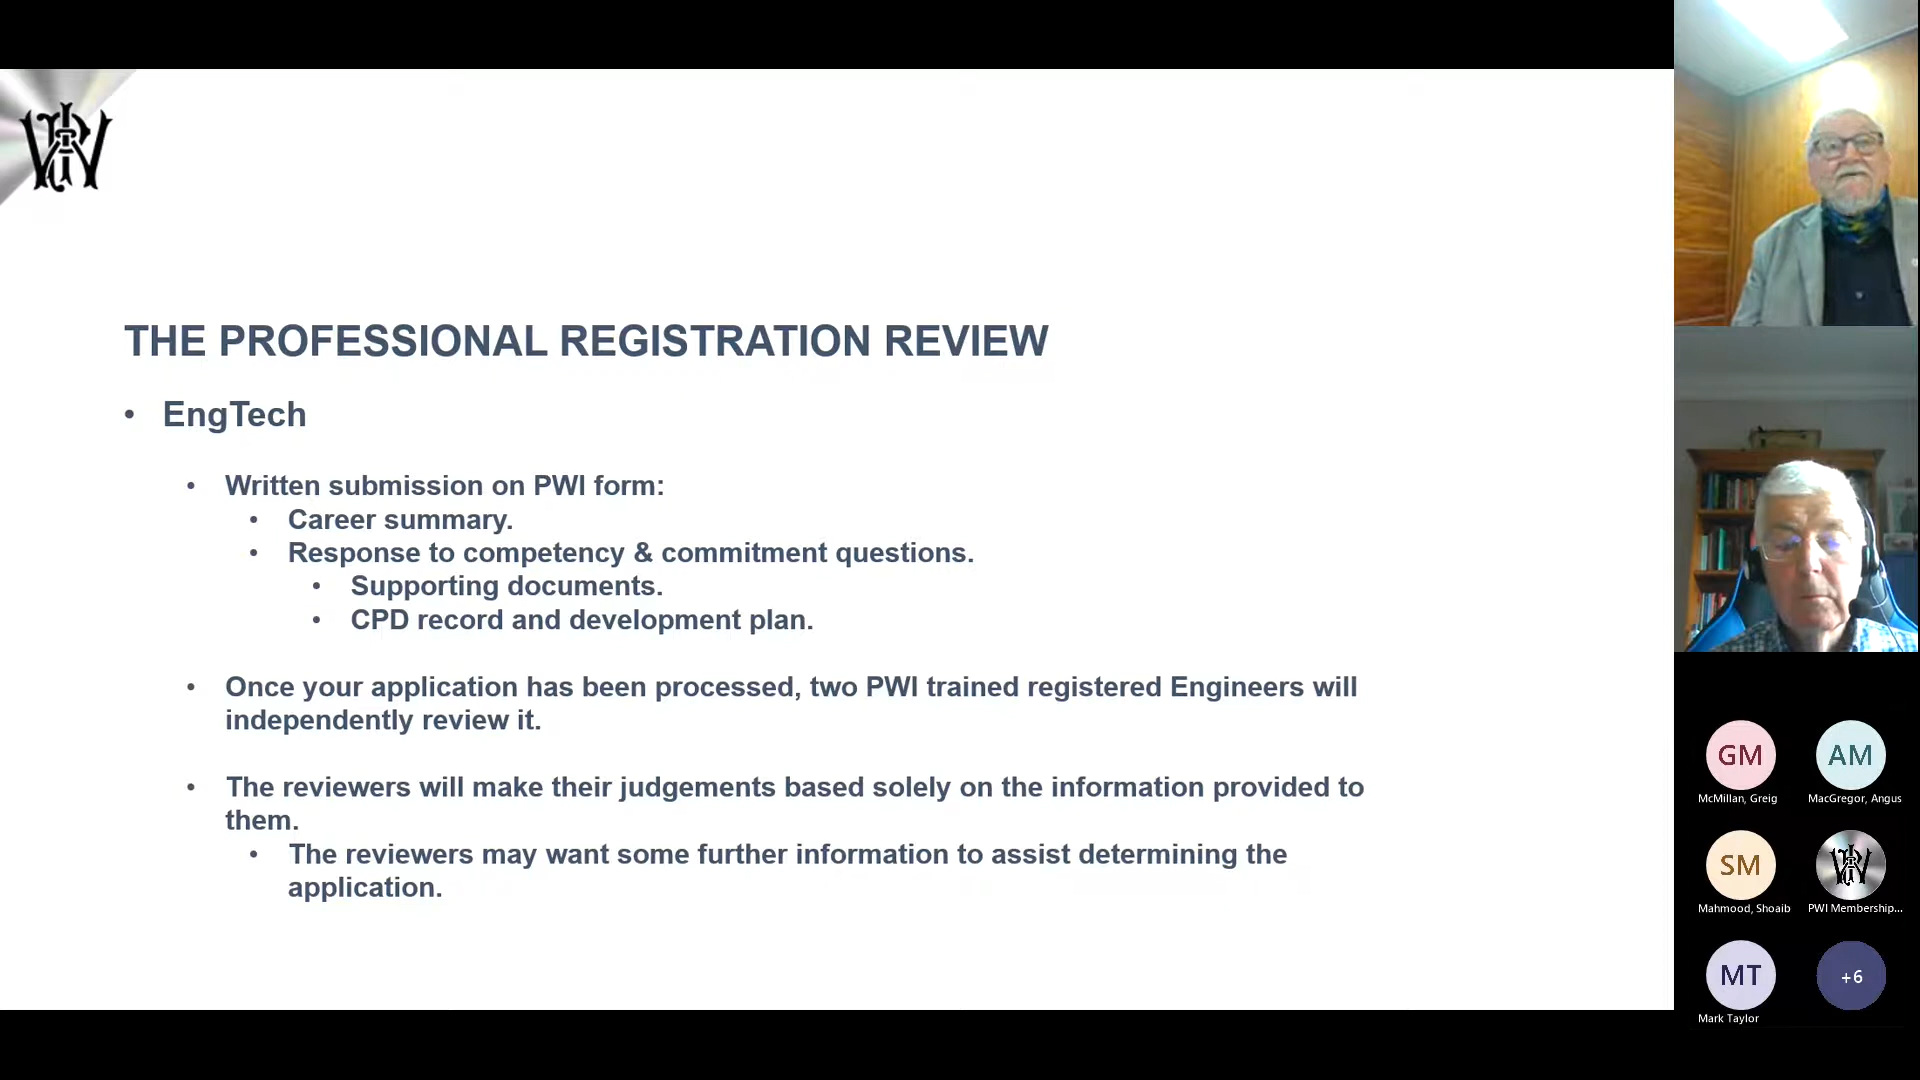 THE PROFESSIONAL REGISTRATION REVIEW
• EngTech
• Written submission on PWI form:
• Career summary.
• Response to competency & commitment questions.
• Supporting documents.
• CPD record and development plan.
• Once your application has been processed, two PWI trained registered Engineers will
independently review it.
• The reviewers will make their judgements based solely on the information provided to
them.
• The reviewers may want some further information to assist determining the
application.
GM
McMillan, Greig
AM
MacGregor, Angus
SM
Mahmood, Shoaib
PWI Membership...
MT
Mark Taylor
+6